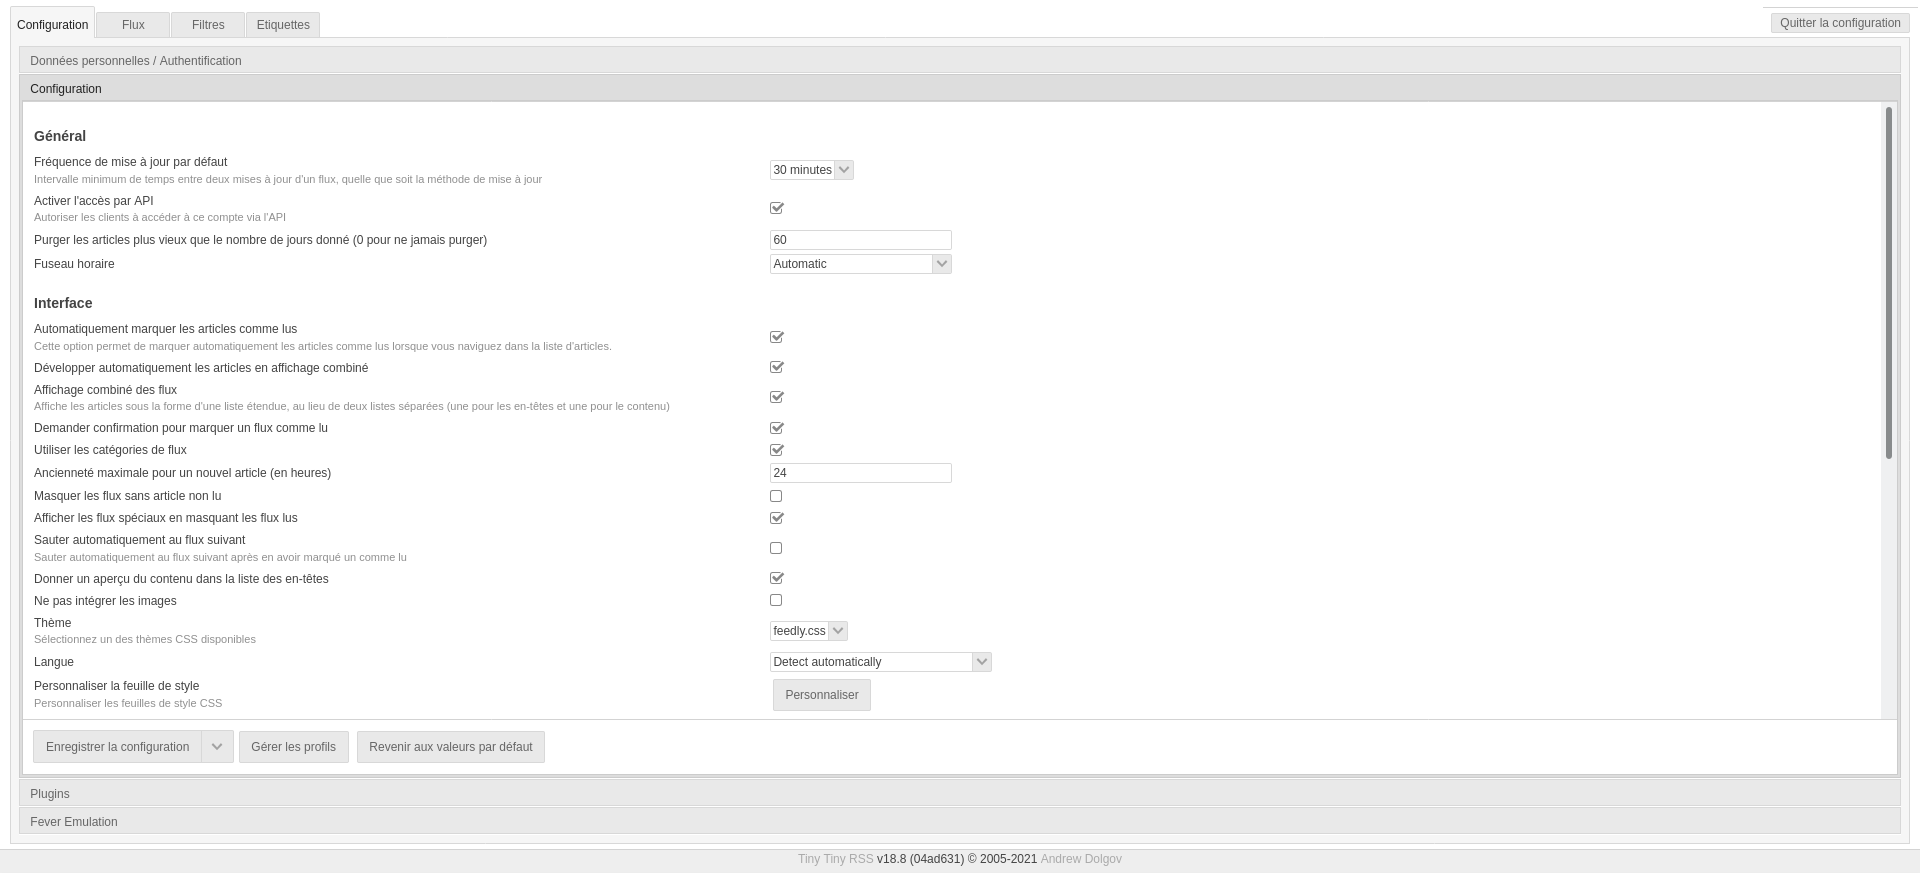 Configuration
Flux
Filtres
Etiquettes
Quitter la configuration
Données personnelles / Authentification
Configuration
Général
Fréquence de mise à jour par défaut
30 minutes
Intervalle minimum de temps entre deux mises à jour d'un flux, quelle que soit la méthode de mise à jour
Activer l'accès par API
Autoriser les clients à accéder à ce compte via l'API
Purger les articles plus vieux que le nombre de jours donné (0 pour ne jamais purger)
60
Fuseau horaire
Automatic
Interface
Automatiquement marquer les articles comme lus
Cette option permet de marquer automatiquement les articles comme lus lorsque vous naviguez dans la liste d'articles.
Développer automatiquement les articles en affichage combiné
Affichage combiné des flux
Affiche les articles sous la forme d'une liste étendue, au lieu de deux listes séparées (une pour les en-têtes et une pour le contenu)
Demander confirmation pour marquer un flux comme lu
Utiliser les catégories de flux
Ancienneté maximale pour un nouvel article (en heures)
24
Masquer les flux sans article non lu
Afficher les flux spéciaux en masquant les flux lus
Sauter automatiquement au flux suivant
Sauter automatiquement au flux suivant après en avoir marqué un comme lu
Donner un aperçu du contenu dans la liste des en-têtes
Ne pas intégrer les images
Thème
feedly.css
Sélectionnez un des thèmes CSS disponibles
Langue
Detect automatically
Personnaliser la feuille de style
Personnaliser
Personnaliser les feuilles de style CSS
Enregistrer la configuration
Gérer les profils
Revenir aux valeurs par défaut
Plugins
Fever Emulation
Tiny Tiny RSS v18.8 (04ad631) © 2005-2021 Andrew Dolgov